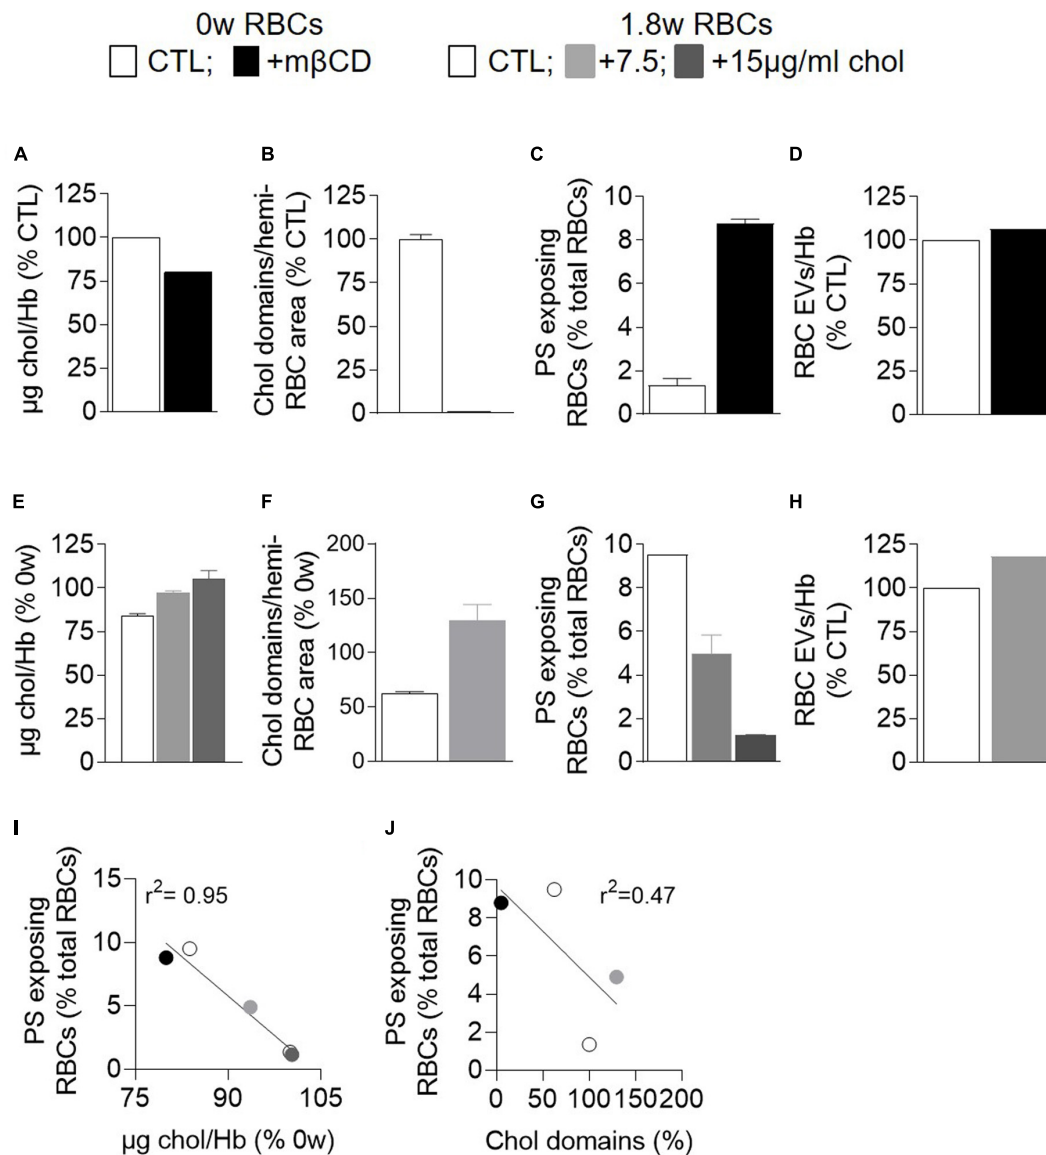 0w RBCs 1.8w RBCs
CTL; +mβCD CTL; +7.5; +15µg/ml chol
A B C D
µg chol/Hb (% CTL)
125
100
75
50
25
0
Chol domains/hemi-
RBC area (% CTL)
125
100
75
50
25
0
PS exposing
RBCs (% total RBCs)
10
8
6
4
2
0
RBC EVs/Hb
(% CTL)
125
100
75
50
25
0
E F G H
µg chol/Hb (% 0w)
125
100
75
50
25
0
Chol domains/hemi-
RBC area (% 0w)
200
150
100
50
0
PS exposing
RBCs (% total RBCs)
10
8
6
4
2
0
RBC EVs/Hb
(% CTL)
125
100
75
50
25
0
I J
PS exposing
RBCs (% total RBCs)
15
10
5
0
r²= 0.95
75 90 105
µg chol/Hb (% 0w)
PS exposing
RBCs (% total RBCs)
10
8
6
4
2
0
r²=0.47
0 50 100 150 200
Chol domains (%)